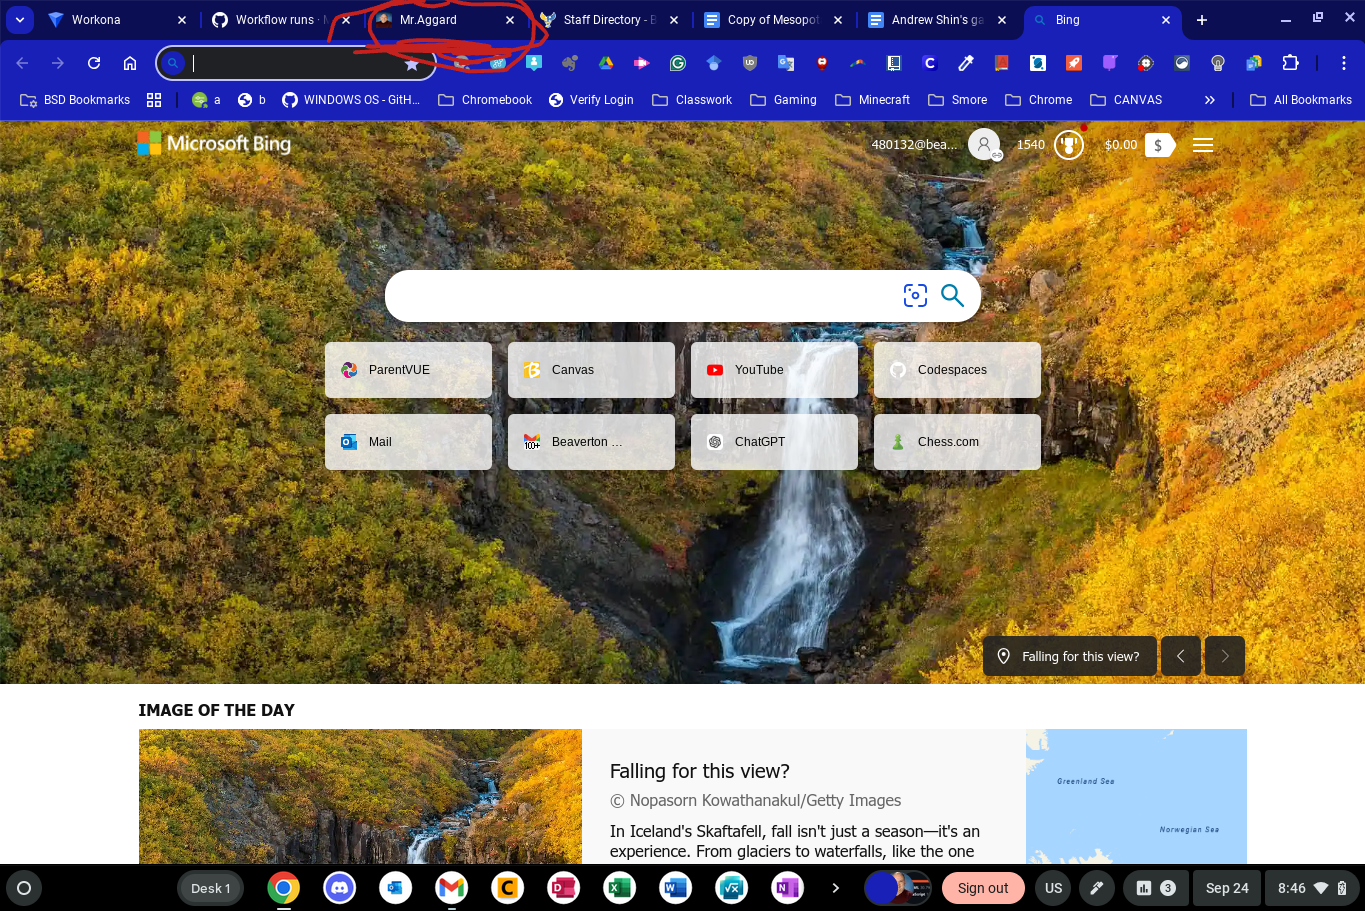 Workona
Workflow runs · M
Mr.Aggard
Staff Directory - B
Copy of Mesopot
Andrew Shin's ga
Bing
BSD Bookmarks
a
b
WINDOWS OS - GitH...
Chromebook
Verify Login
Classwork
Gaming
Minecraft
Smore
Chrome
CANVAS
All Bookmarks
Microsoft Bing
480132@bea...
1540
$0.00
$
ParentVUE
Canvas
YouTube
Codespaces
Mail
Beaverton ...
ChatGPT
Chess.com
Falling for this view?
IMAGE OF THE DAY
Falling for this view?
© Nopasorn Kowathanakul/Getty Images
In Iceland's Skaftafell, fall isn't just a season—it's an
experience. From glaciers to waterfalls, like the one
Greenland Sea
Norwegian Sea
Desk 1
Sign out
US
3
Sep 24
8:46